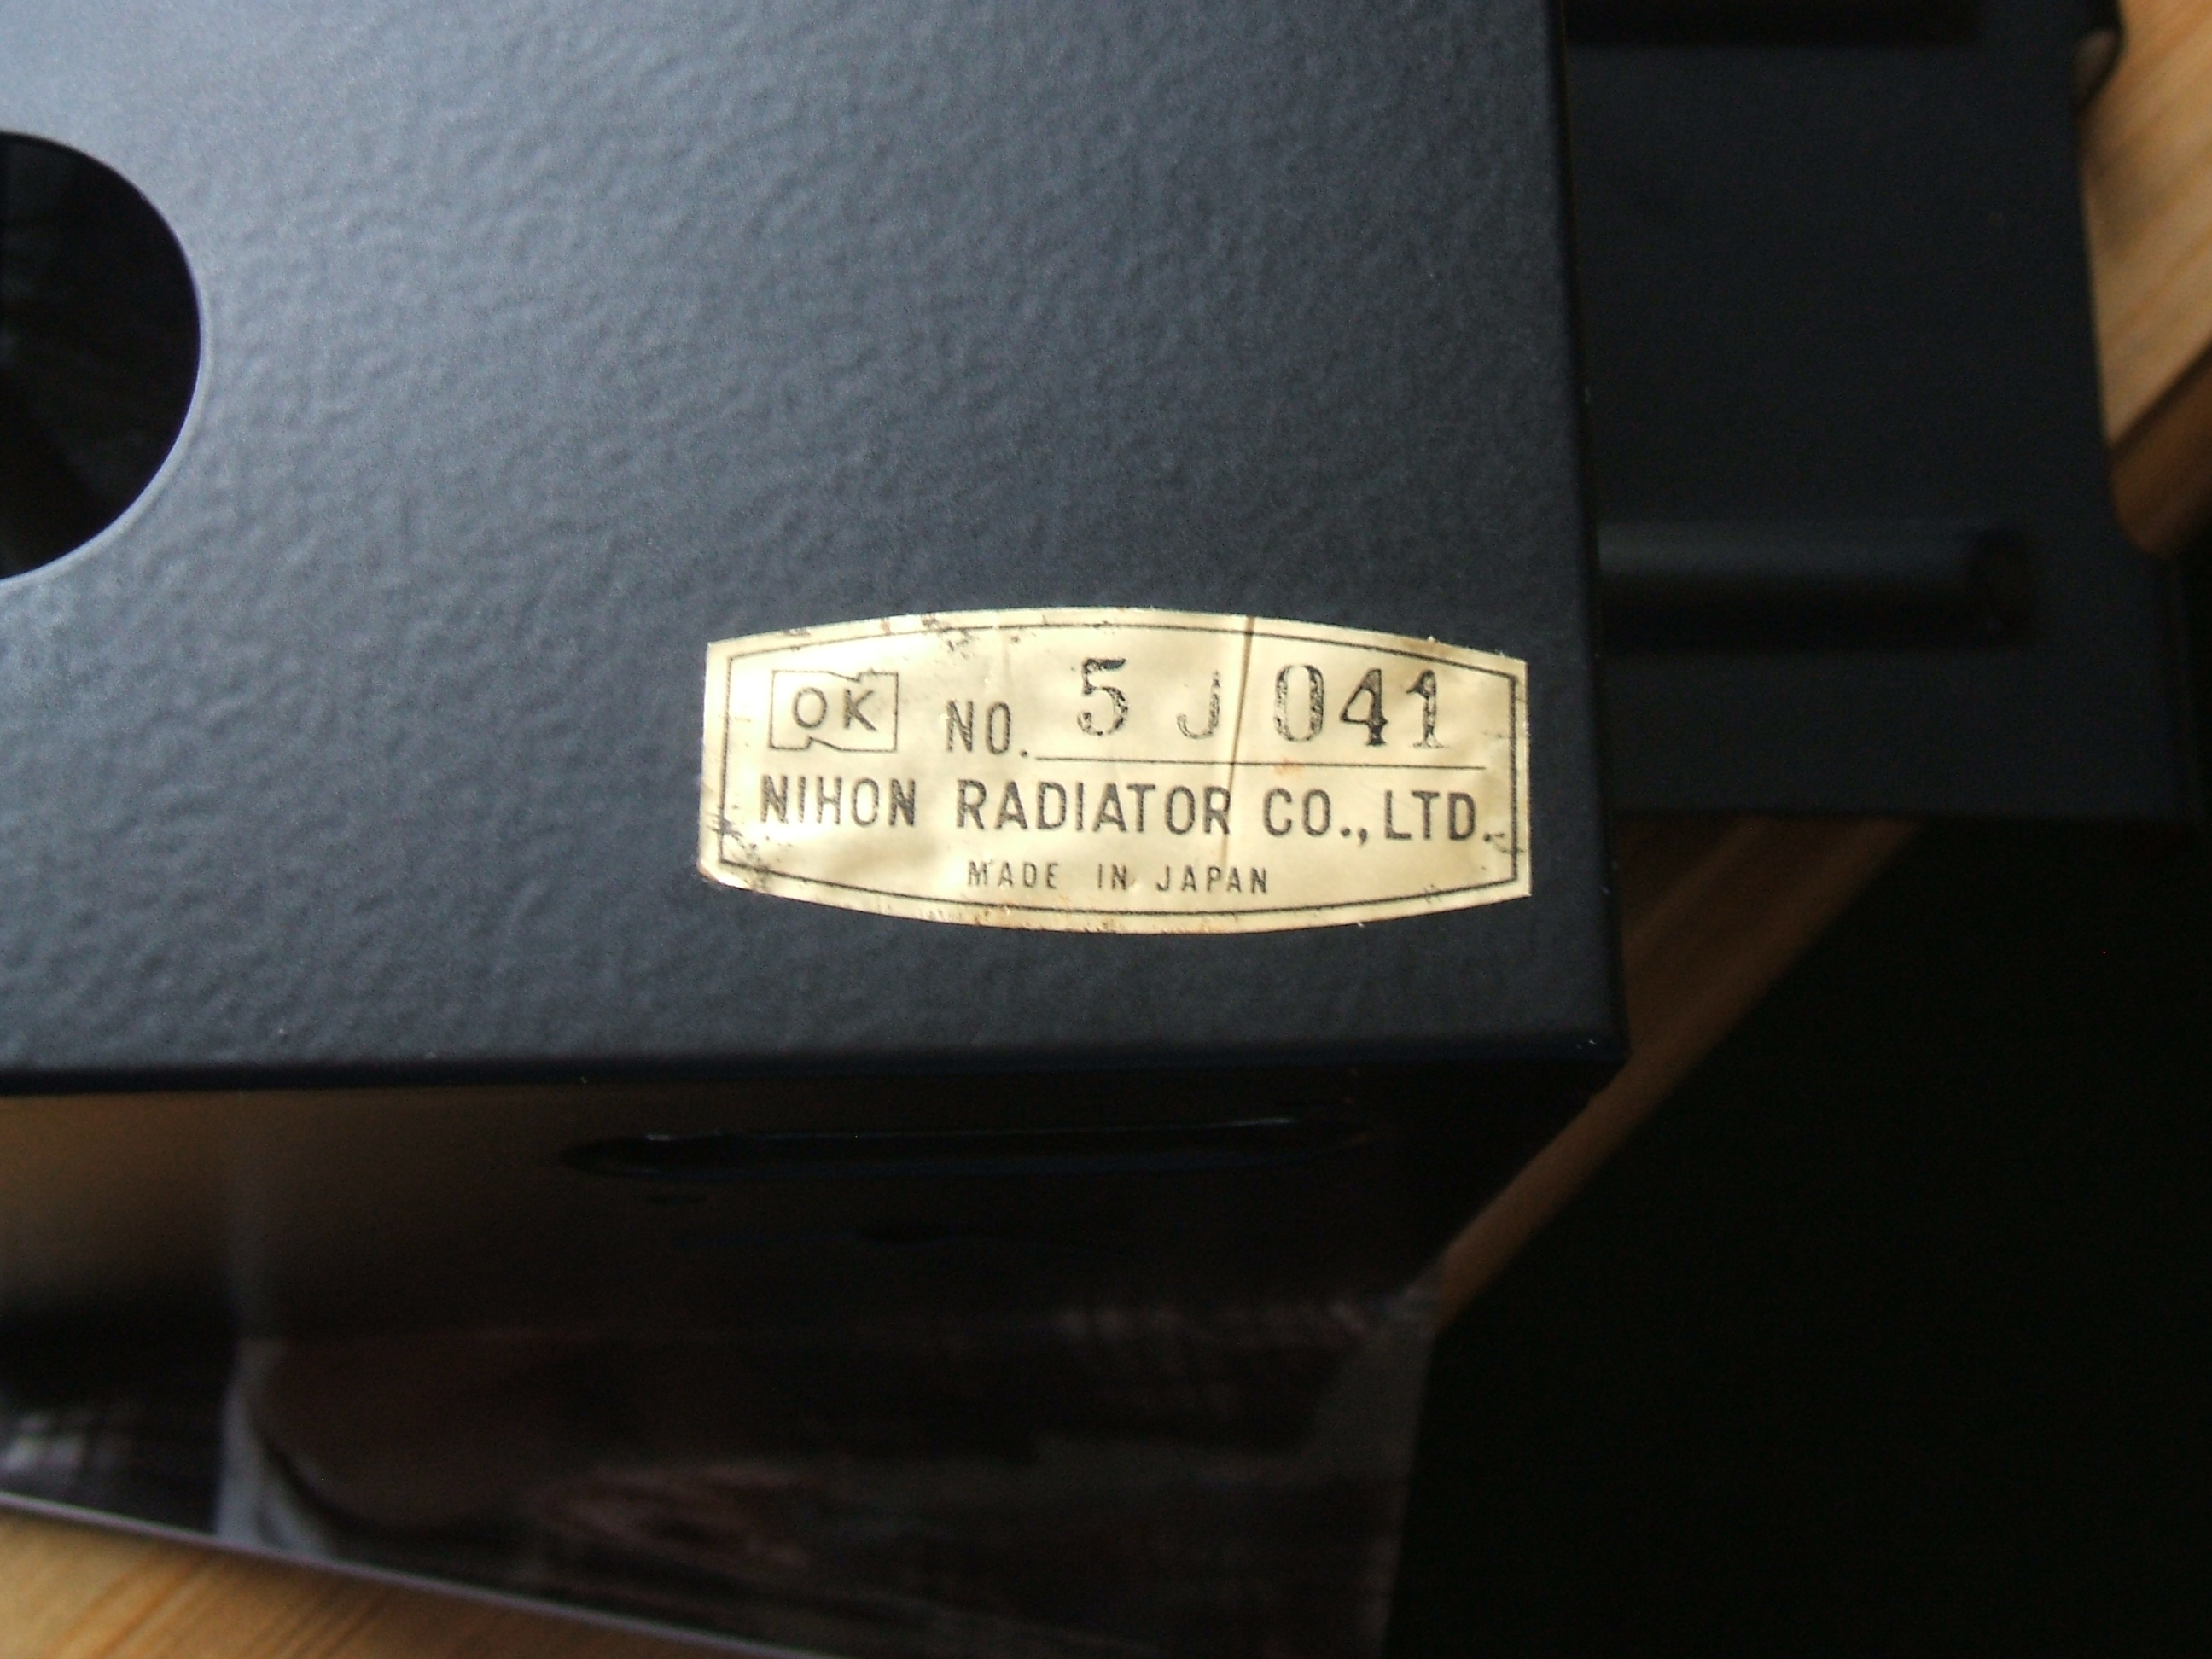 OK NO. 5 J 041
NIHON RADIATOR CO., LTD.
MADE IN JAPAN